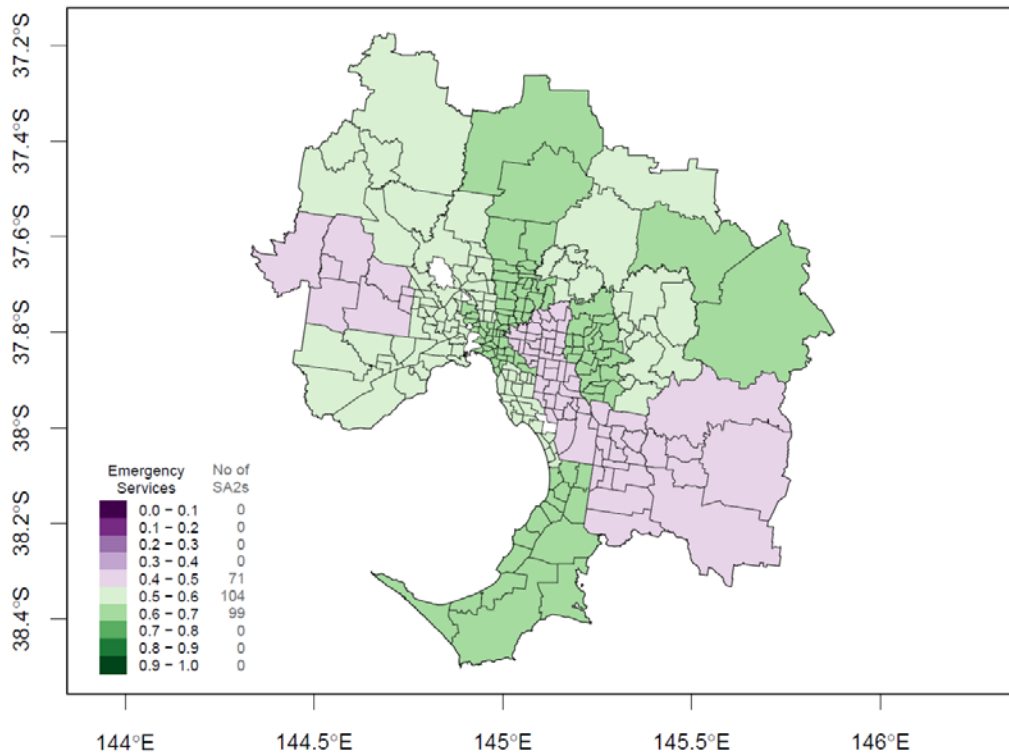 37.2°S
37.4°S
37.6°S
37.8°S
38°S
38.2°S
38.4°S
Emergency Services No of SA2s
0.0 – 0.1 0
0.1 – 0.2 0
0.2 – 0.3 0
0.3 – 0.4 0
0.4 – 0.5 71
0.5 – 0.6 104
0.6 – 0.7 99
0.7 – 0.8 0
0.8 – 0.9 0
0.9 – 1.0 0
144°E 144.5°E 145°E 145.5°E 146°E